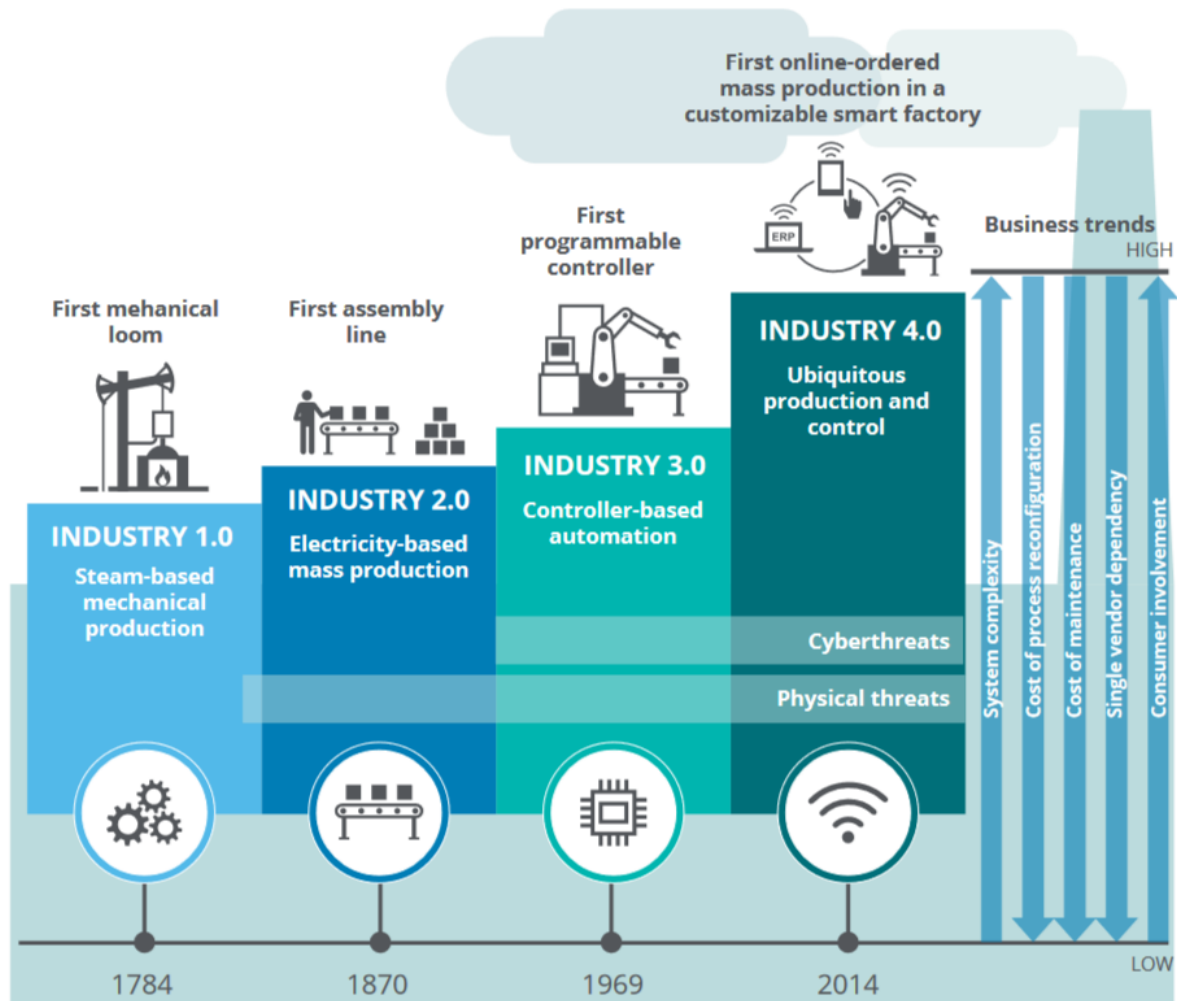 First online-ordered
mass production in a
customizable smart factory
First
programmable
controller
ERP
Business trends
HIGH
First mehanical
loom
First assembly
line
INDUSTRY 4.0
Ubiquitous
production and
control
INDUSTRY 3.0
Controller-based
automation
INDUSTRY 2.0
Electricity-based
mass production
INDUSTRY 1.0
Steam-based
mechanical
production
Cyberthreats
Physical threats
System complexity
Cost of process reconfiguration
Cost of maintenance
Single vendor dependency
Consumer involvement
LOW
1784
1870
1969
2014